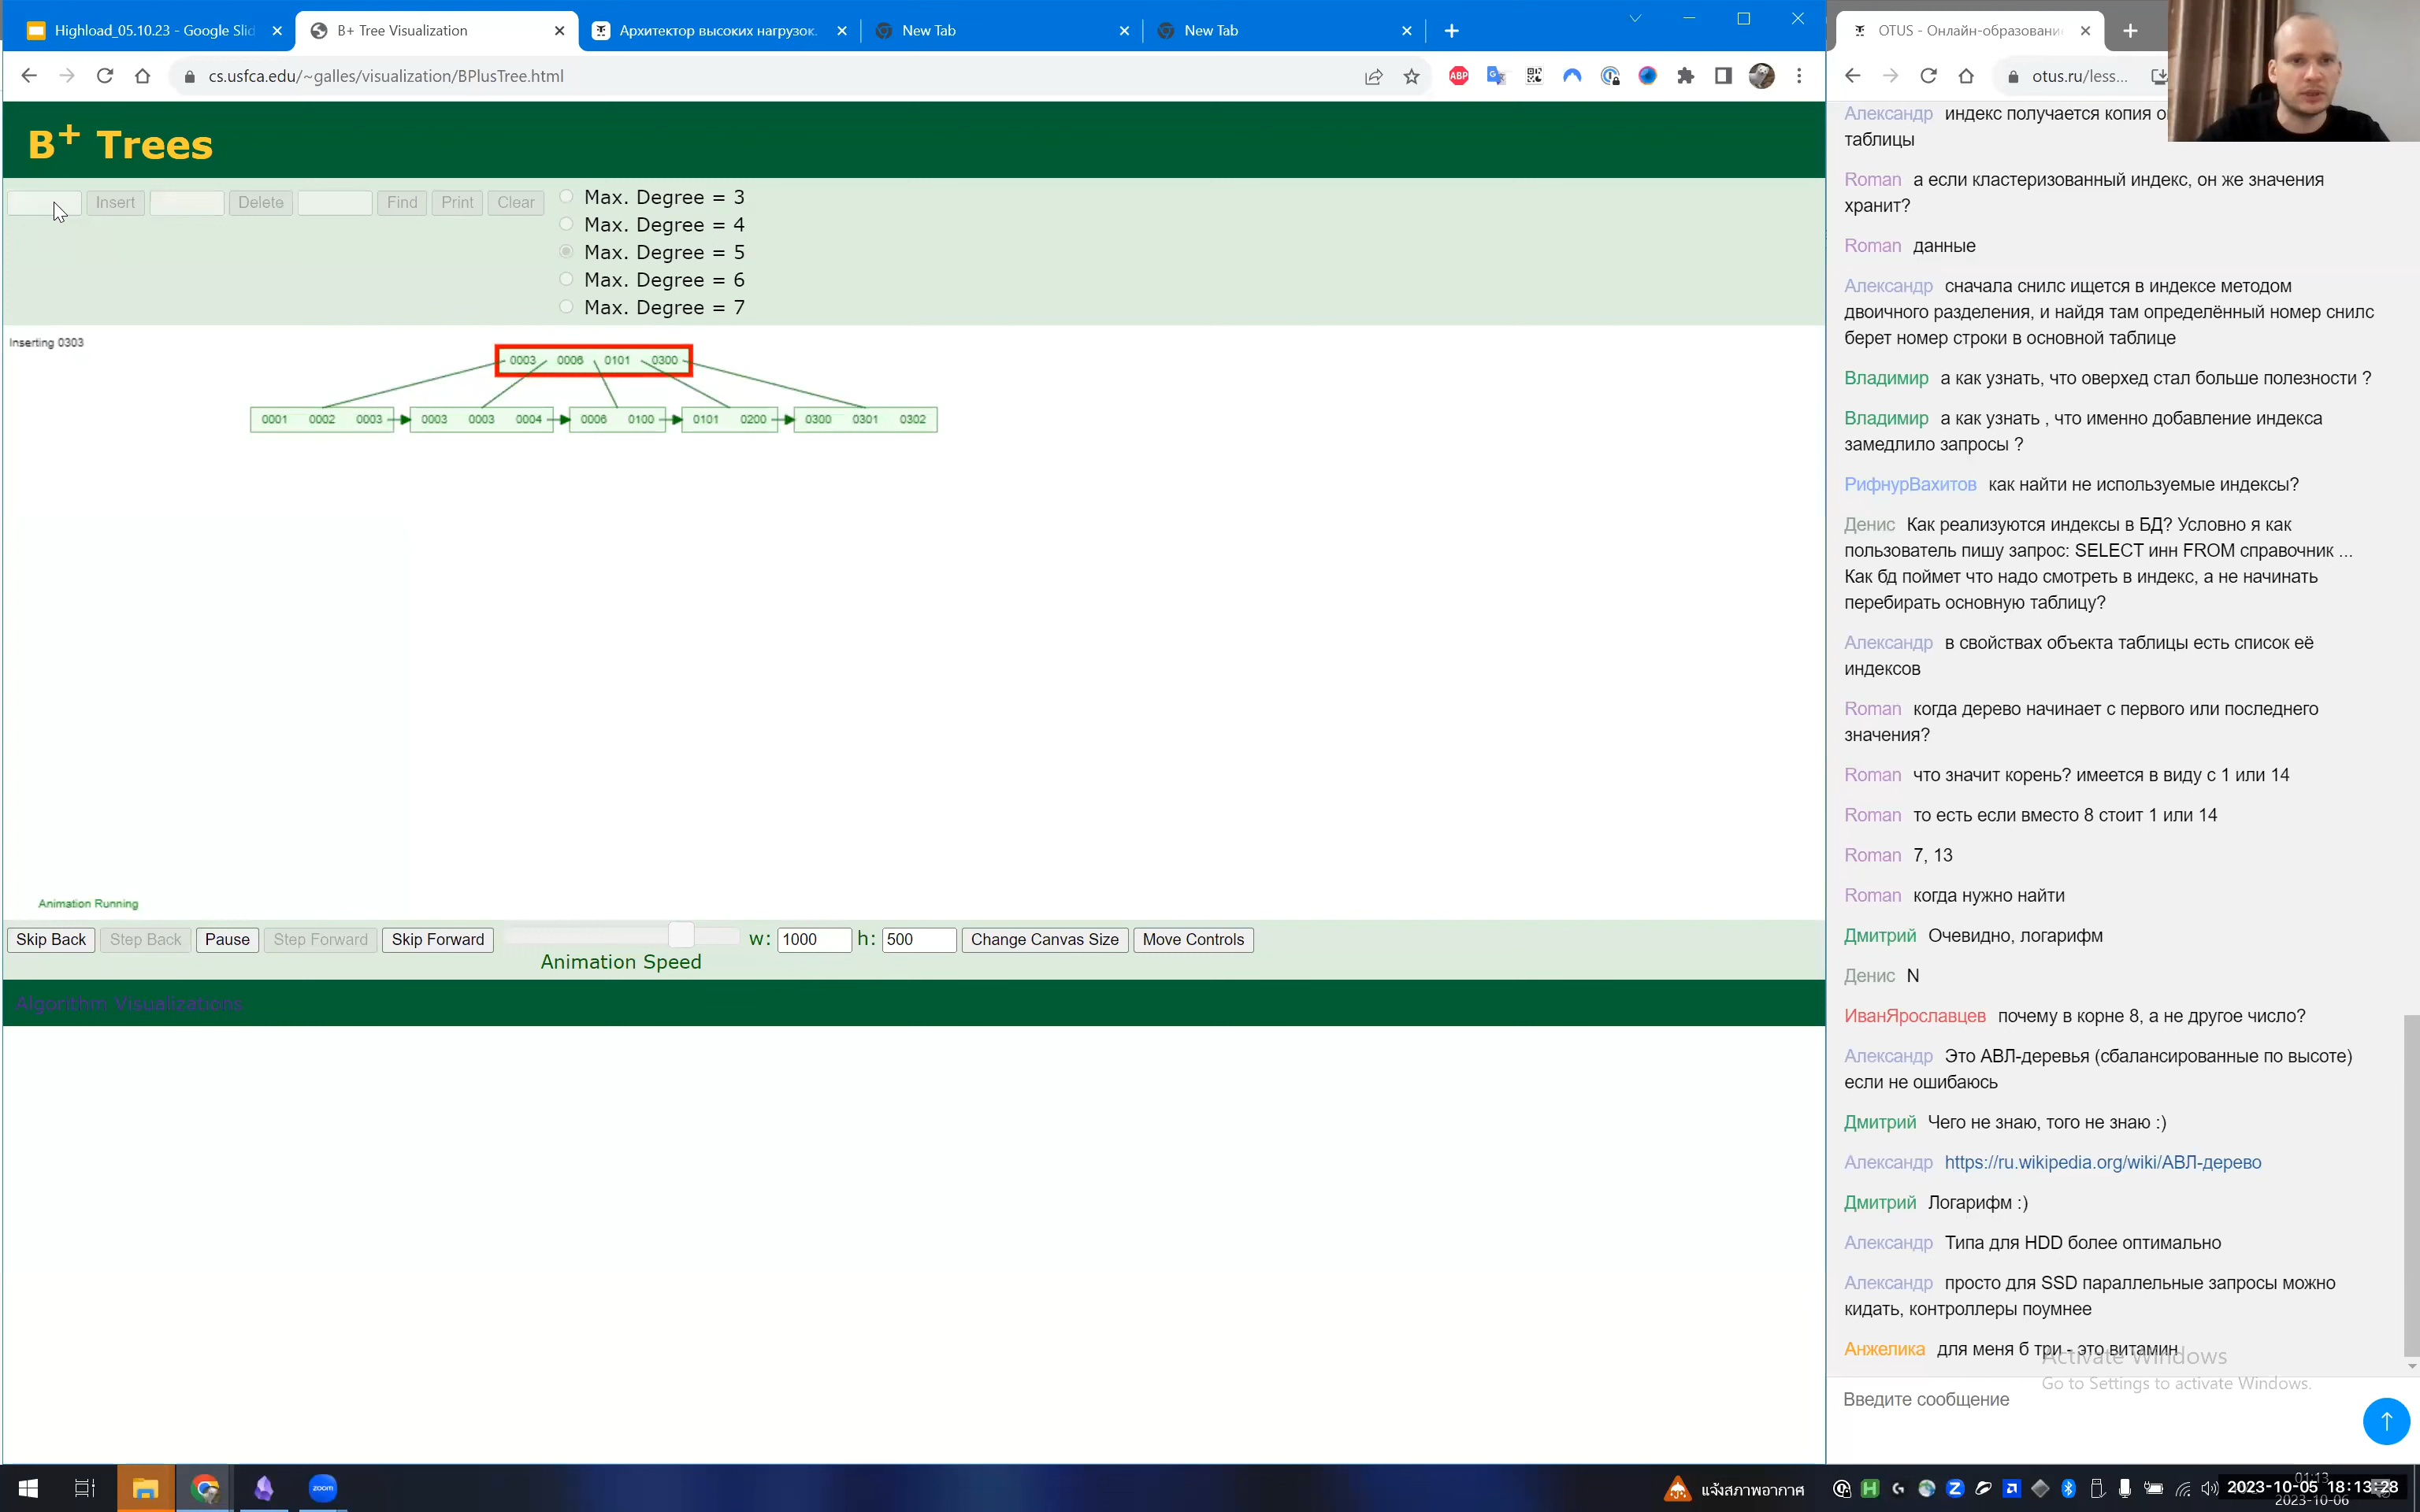 Highload_05.10.23 - Google Slid
B+ Tree Visualization
Архитектор высоких нагрузок.
New Tab
New Tab
OTUS - Онлайн-образовани
cs.usfca.edu/~galles/visualization/BPlusTree.html
ABP
otus.ru/less...
B+ Trees
Insert
Delete
Find
Print
Clear
Max. Degree = 3
Max. Degree = 4
Max. Degree = 5
Max. Degree = 6
Max. Degree = 7
Inserting 0303
0003 0006 0101 0300
0001 0002 0003 0003 0003 0004 0006 0100 0101 0200 0300 0301 0302
Animation Running
Skip Back
Step Back
Pause
Step Forward
Skip Forward
w: 1000 h: 500
Change Canvas Size
Move Controls
Animation Speed
Algorithm Visualizations
Александр индекс получается копия о
таблицы
Roman а если кластеризованный индекс, он же значения
хранит?
Roman данные
Александр сначала снилс ищется в индексе методом
двоичного разделения, и найдя там определённый номер снилс
берет номер строки в основной таблице
Владимир а как узнать, что оверхед стал больше полезности ?
Владимир а как узнать , что именно добавление индекса
замедлило запросы ?
РифнурВахитов как найти не используемые индексы?
Денис Как реализуются индексы в БД? Условно я как
пользователь пишу запрос: SELECT инн FROM справочник ...
Как бд поймет что надо смотреть в индекс, а не начинать
перебирать основную таблицу?
Александр в свойствах объекта таблицы есть список её
индексов
Roman когда дерево начинает с первого или последнего
значения?
Roman что значит корень? имеется в виду с 1 или 14
Roman то есть если вместо 8 стоит 1 или 14
Roman 7, 13
Roman когда нужно найти
Дмитрий Очевидно, логарифм
Денис N
ИванЯрославцев почему в корне 8, а не другое число?
Александр Это АВЛ-деревья (сбалансированные по высоте)
если не ошибаюсь
Дмитрий Чего не знаю, того не знаю :)
Александр https://ru.wikipedia.org/wiki/АВЛ-дерево
Дмитрий Логарифм :)
Александр Типа для HDD более оптимально
Александр просто для SSD параллельные запросы можно
кидать, контроллеры поумнее
Анжелика для меня б три - это витамин
Activate Windows
Go to Settings to activate Windows.
Введите сообщение
zoom
แจ้งสภาพอากาศ
01:13
2023-10-05 18:13:28
2023-10-06